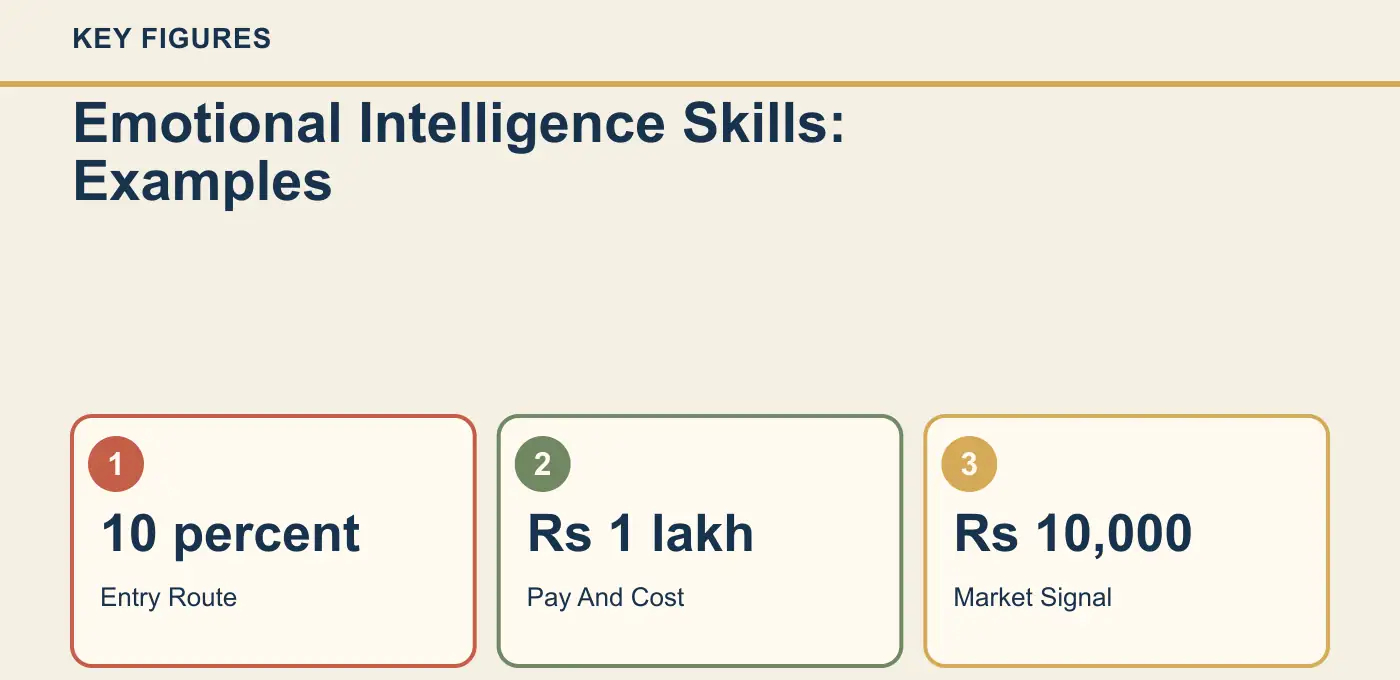 KEY FIGURES
Emotional Intelligence Skills:
Examples
1
10 percent
Entry Route
2
Rs 1 lakh
Pay And Cost
3
Rs 10,000
Market Signal